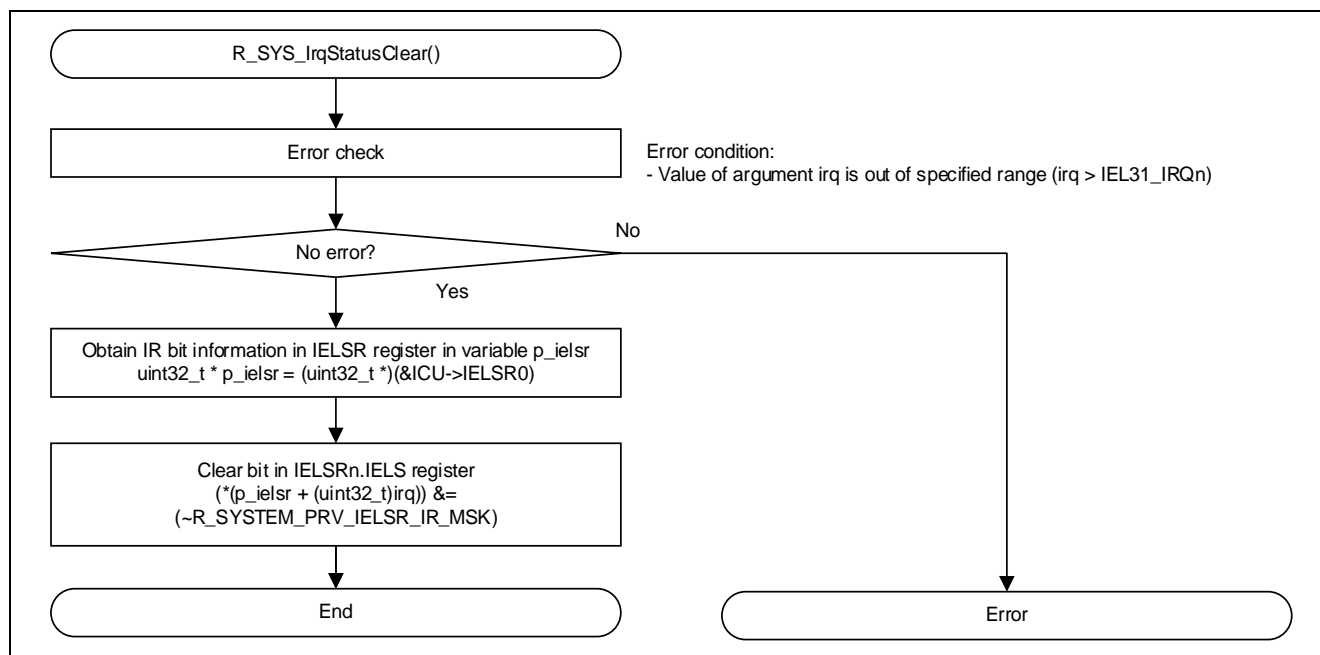 R_SYS_IrqStatusClear()
Error check
Error condition:
- Value of argument irq is out of specified range (irq > IEL31_IRQn)
No error?
No
Yes
Obtain IR bit information in IELSR register in variable p_ielsr
uint32_t * p_ielsr = (uint32_t *)(&ICU->IELSR0)
Clear bit in IELSRn.IELS register
(*(p_ielsr + (uint32_t)irq)) &=
(~R_SYSTEM_PRV_IELSR_IR_MSK)
End
Error